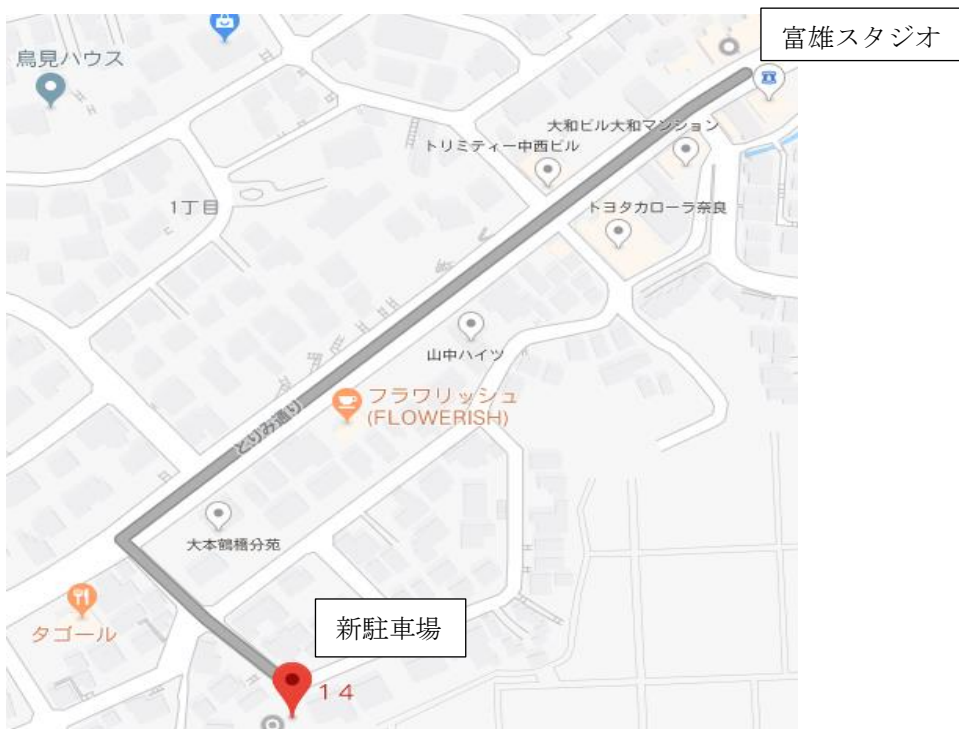 富雄スタジオ
鳥見ハウス
大和ビル大和マンション
トリミティー中西ビル
1丁目
トヨタカローラ奈良
山中ハイツ
フラワリッシュ
(FLOWERISH)
とりみ通り
大本鶴橋分苑
タゴール
新駐車場
14